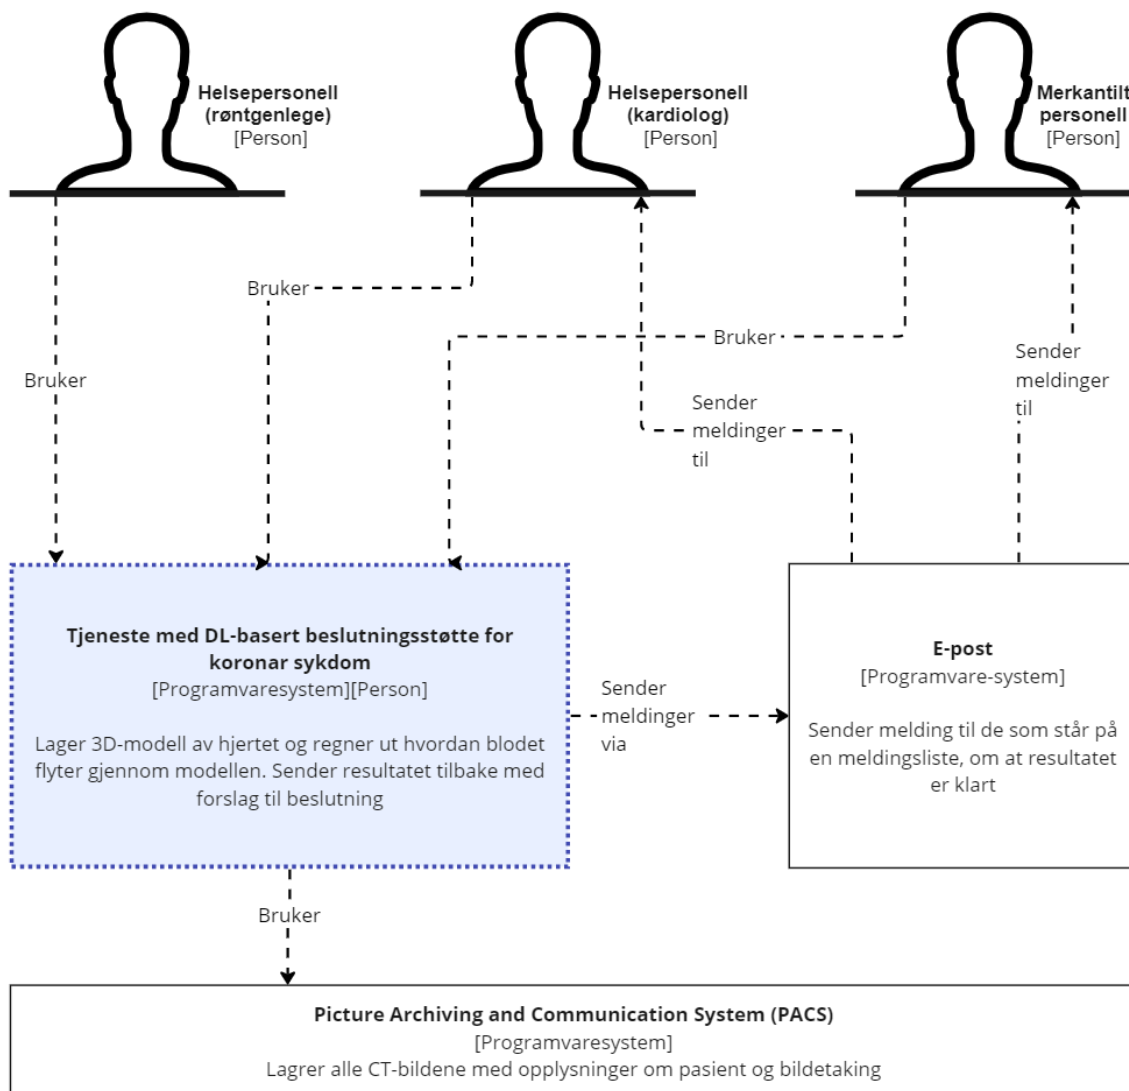 Helsepersonell
(røntgenlege)
[Person]
Helsepersonell
(kardiolog)
[Person]
Merkantilt
personell
[Person]
Bruker
Bruker
Bruker
Sender
meldinger
til
Sender
meldinger
til
Tjeneste med DL-basert beslutningsstøtte for
koronar sykdom
[Programvaresystem][Person]
Lager 3D-modell av hjertet og regner ut hvordan blodet
flyter gjennom modellen. Sender resultatet tilbake med
forslag til beslutning
Sender
meldinger
via
E-post
[Programvare-system]
Sender melding til de som står på
en meldingsliste, om at resultatet
er klart
Bruker
Picture Archiving and Communication System (PACS)
[Programvaresystem]
Lagrer alle CT-bildene med opplysninger om pasient og bildetaking